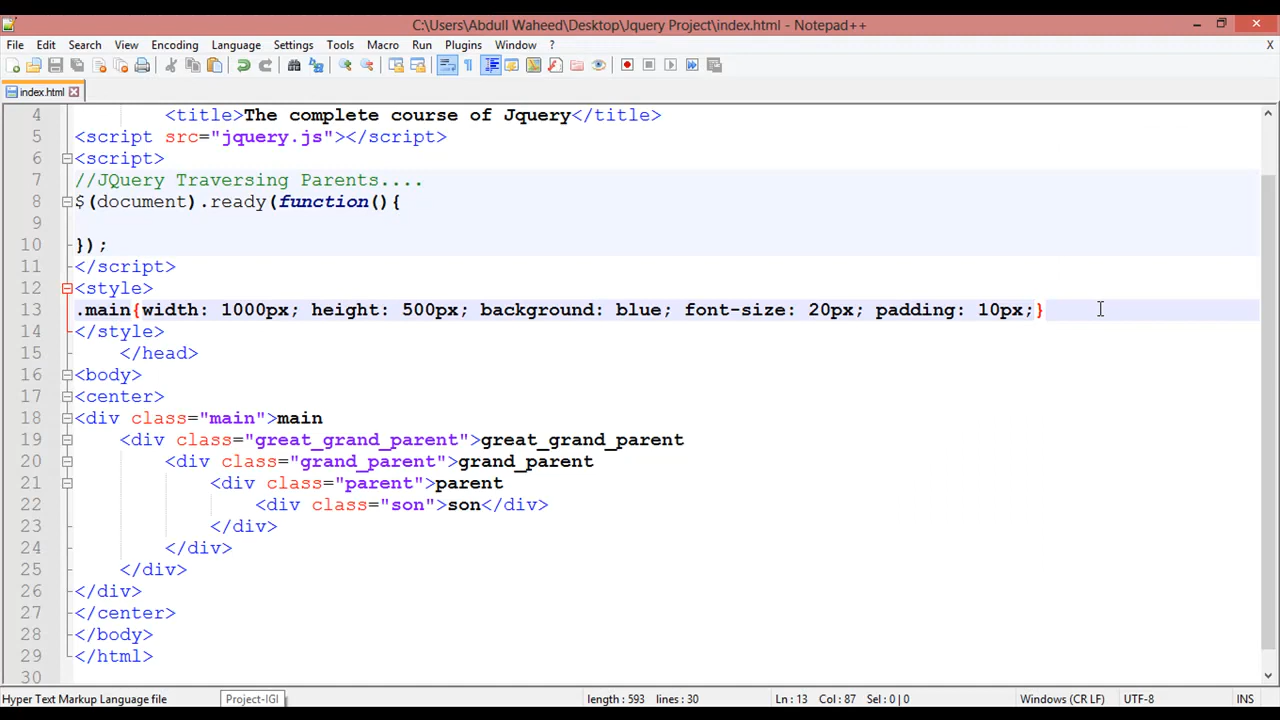 C:\Users\Abdull Waheed\Desktop\Jquery Project\index.html - Notepad++
File Edit Search View Encoding Language Settings Tools Macro Run Plugins Window ? X
index.html
4 <title>The complete course of Jquery</title>
5 <script src="jquery.js"></script>
6 <script>
7 //JQuery Traversing Parents....
8 $(document).ready(function(){
9
10 });
11 </script>
12 <style>
13 .main{width: 1000px; height: 500px; background: blue; font-size: 20px; padding: 10px;}
14 </style>
15 </head>
16 <body>
17 <center>
18 <div class="main">main
19 <div class="great_grand_parent">great_grand_parent
20 <div class="grand_parent">grand_parent
21 <div class="parent">parent
22 <div class="son">son</div>
23 </div>
24 </div>
25 </div>
26 </div>
27 </center>
28 </body>
29 </html>
30
Hyper Text Markup Language file Project-IGI length : 593 lines : 30 Ln : 13 Col : 87 Sel : 0 | 0 Windows (CR LF) UTF-8 INS